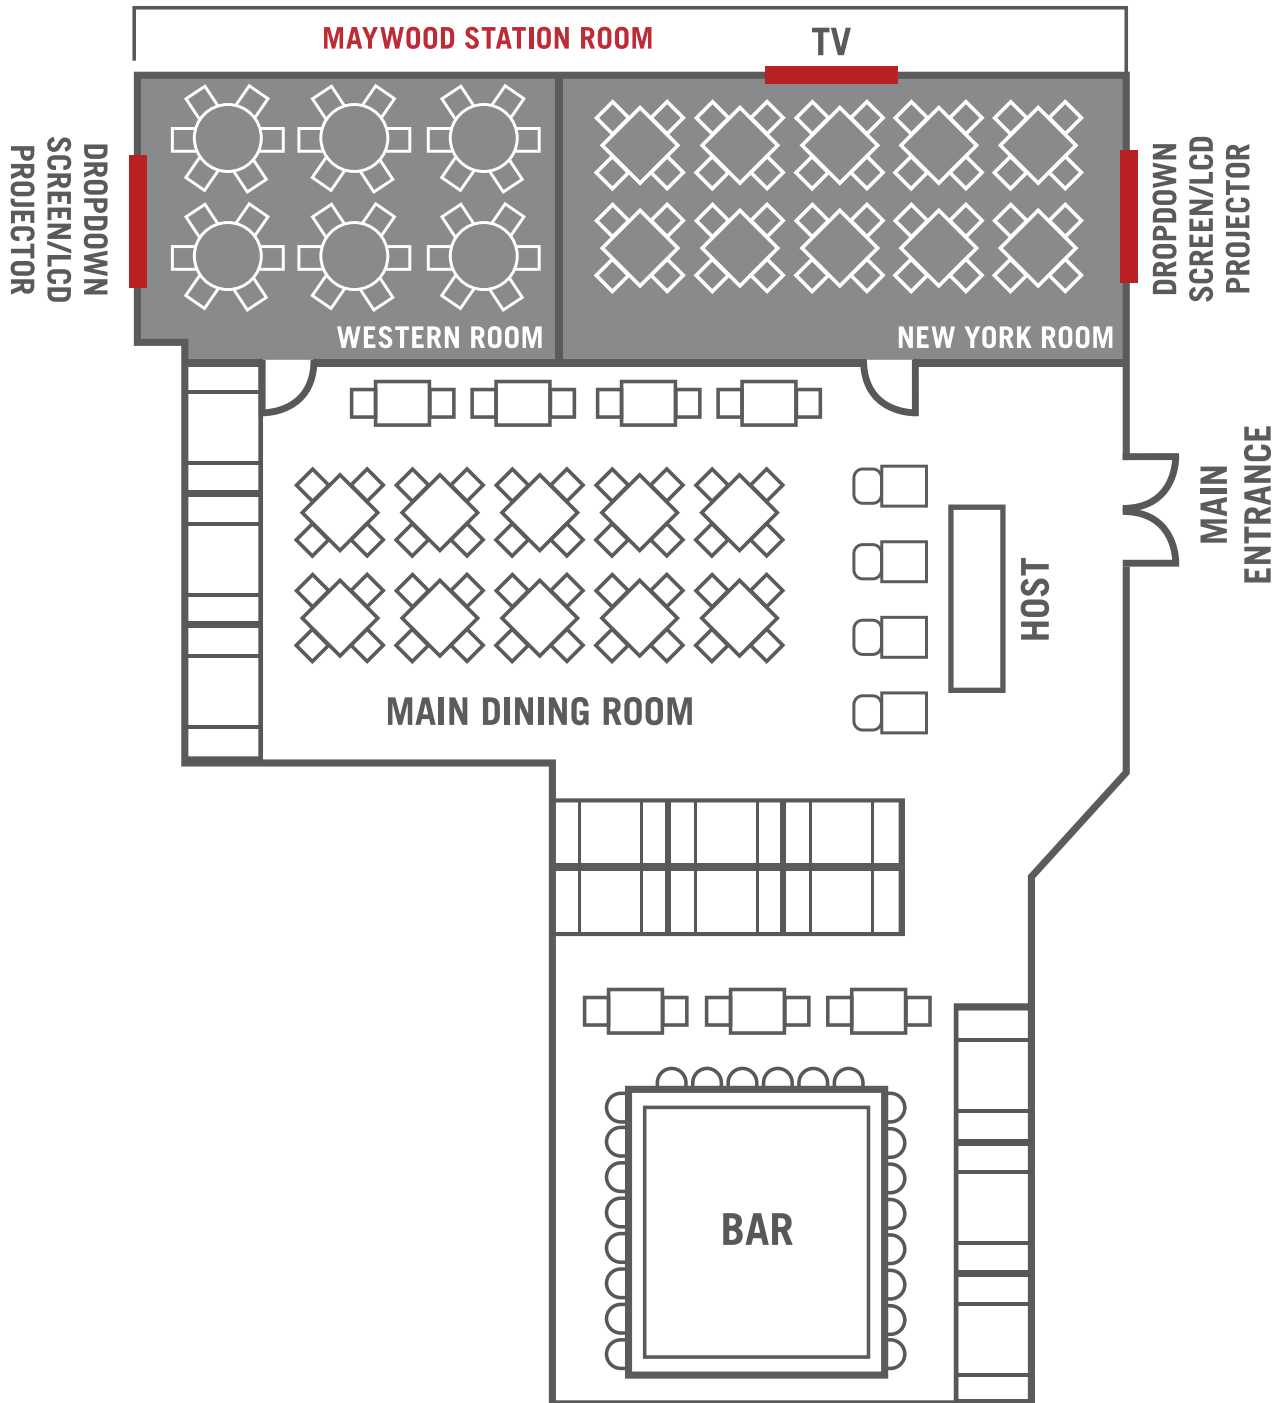 MAYWOOD STATION ROOM
TV
DROPDOWN
SCREEN/LCD
PROJECTOR
DROPDOWN
SCREEN/LCD
PROJECTOR
WESTERN ROOM
NEW YORK ROOM
MAIN
ENTRANCE
HOST
MAIN DINING ROOM
BAR